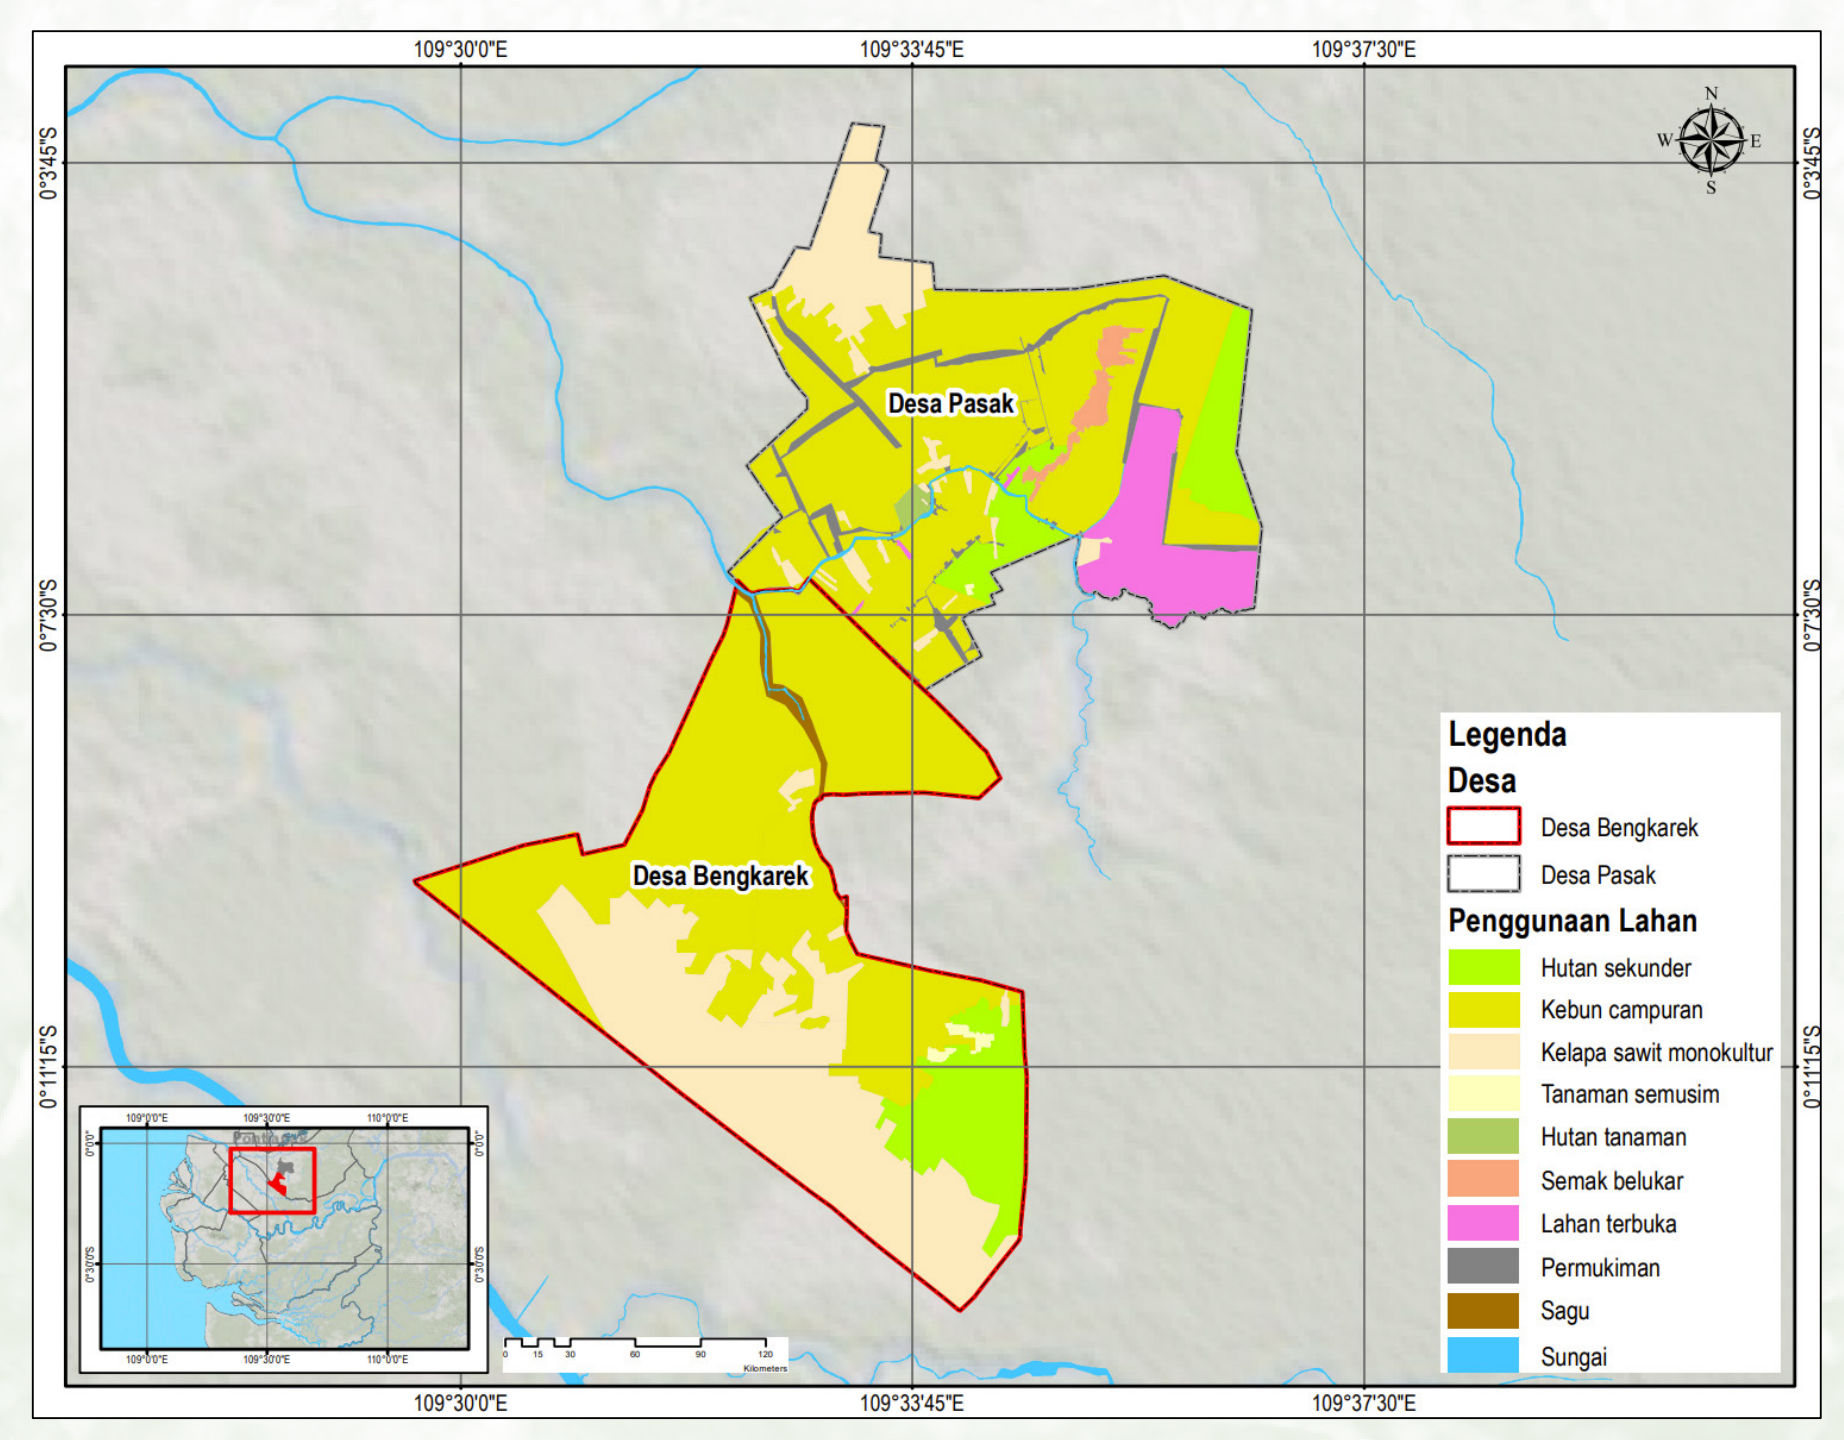 109°30'0"E 109°33'45"E 109°37'30"E
N
W E
S
0°3'45"S 0°3'45"S
Desa Pasak
0°7'30"S 0°7'30"S
Legenda
Desa
Desa Bengkarek
Desa Pasak
Penggunaan Lahan
Hutan sekunder
Kebun campuran
Kelapa sawit monokultur
Tanaman semusim
Hutan tanaman
Semak belukar
Lahan terbuka
Permukiman
Sagu
Sungai
Desa Bengkarek
0°11'15"S 0°11'15"S
109°0'0"E 109°30'0"E 110°0'0"E
0°0'0" 0°0'0"
0°30'0"S 0°30'0"S
109°0'0"E 109°30'0"E 110°0'0"E
0 15 30 60 90 120
Kilometers
109°30'0"E 109°33'45"E 109°37'30"E